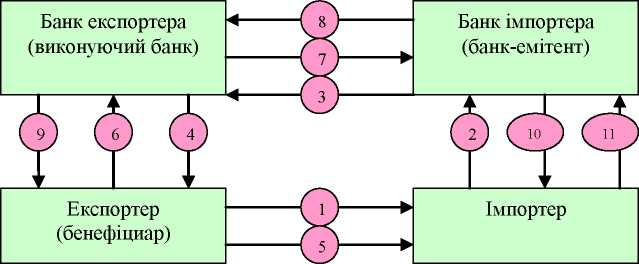 Банк експортера
(виконуючий банк)
8
7
3
Банк імпортера
(банк-емітент)
9
6
4
2
10
11
Експортер
(бенефіциар)
1
5
Імпортер